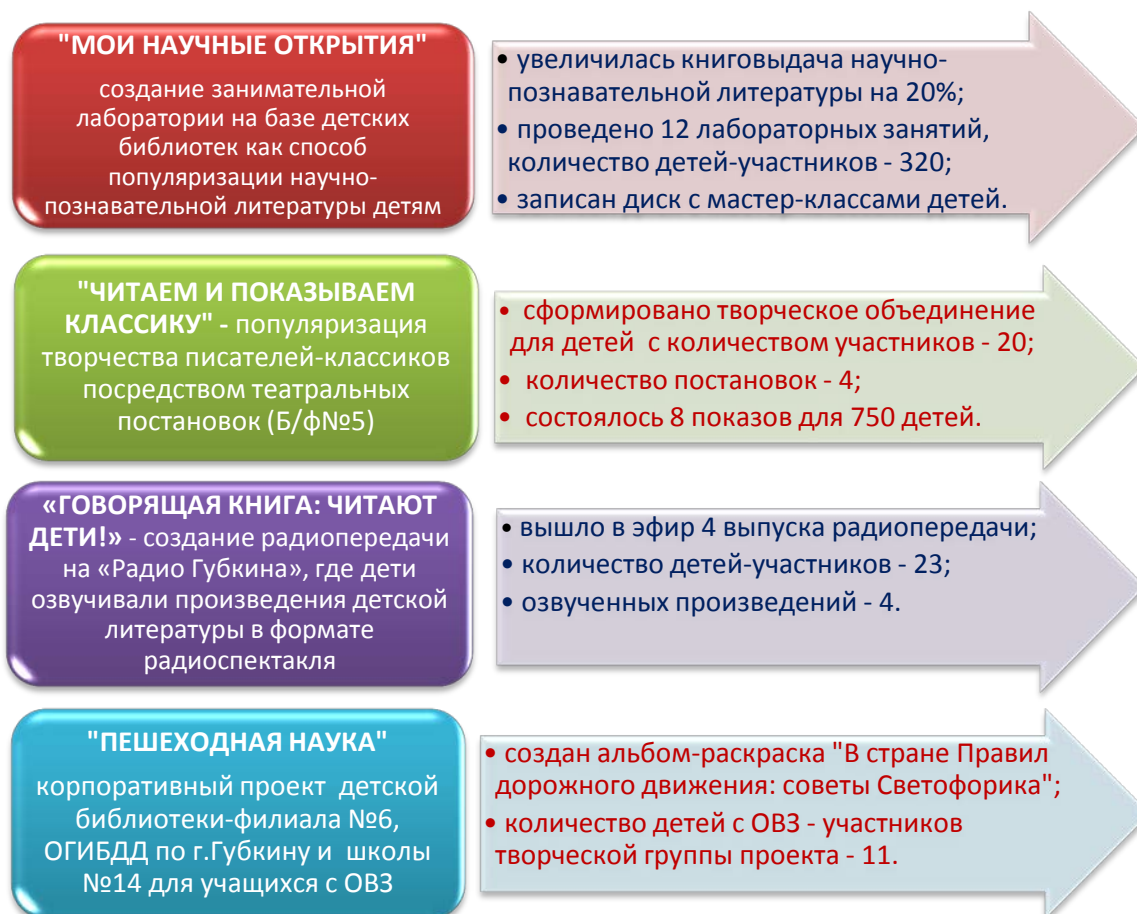 "МОИ НАУЧНЫЕ ОТКРЫТИЯ"
создание занимательной
лаборатории на базе детских
библиотек как способ
популяризации научно-
познавательной литературы детям
• увеличилась книговыдача научно-
познавательной литературы на 20%;
• проведено 12 лабораторных занятий,
количество детей-участников - 320;
• записан диск с мастер-классами детей.
"ЧИТАЕМ И ПОКАЗЫВАЕМ
КЛАССИКУ" - популяризация
творчества писателей-классиков
посредством театральных
постановок (Б/ф№5)
• сформировано творческое объединение
для детей с количеством участников - 20;
• количество постановок - 4;
• состоялось 8 показов для 750 детей.
«ГОВОРЯЩАЯ КНИГА: ЧИТАЮТ
ДЕТИ!» - создание радиопередачи
на «Радио Губкина», где дети
озвучивали произведения детской
литературы в формате
радиоспектакля
• вышло в эфир 4 выпуска радиопередачи;
• количество детей-участников - 23;
• озвученных произведений - 4.
"ПЕШЕХОДНАЯ НАУКА"
корпоративный проект детской
библиотеки-филиала №6,
ОГИБДД по г.Губкину и школы
№14 для учащихся с ОВЗ
• создан альбом-раскраска "В стране Правил
дорожного движения: советы Светофорика";
• количество детей с ОВЗ - участников
творческой группы проекта - 11.